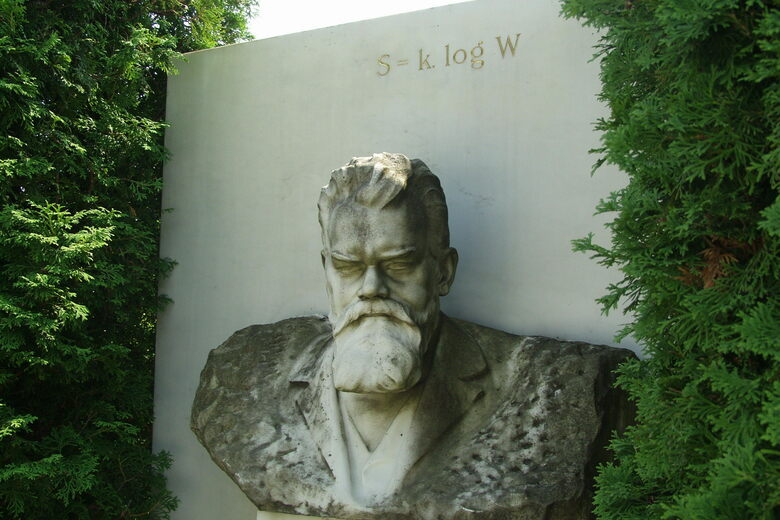 S = k. log W